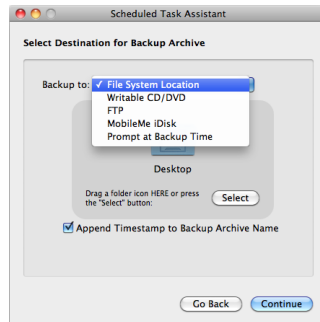 Scheduled Task Assistant
Select Destination for Backup Archive
Backup to: ✓ File System Location
Writable CD/DVD
FTP
MobileMe iDisk
Prompt at Backup Time
Desktop
Drag a folder icon HERE or press
the "Select" button:
Select
Append Timestamp to Backup Archive Name
Go Back
Continue